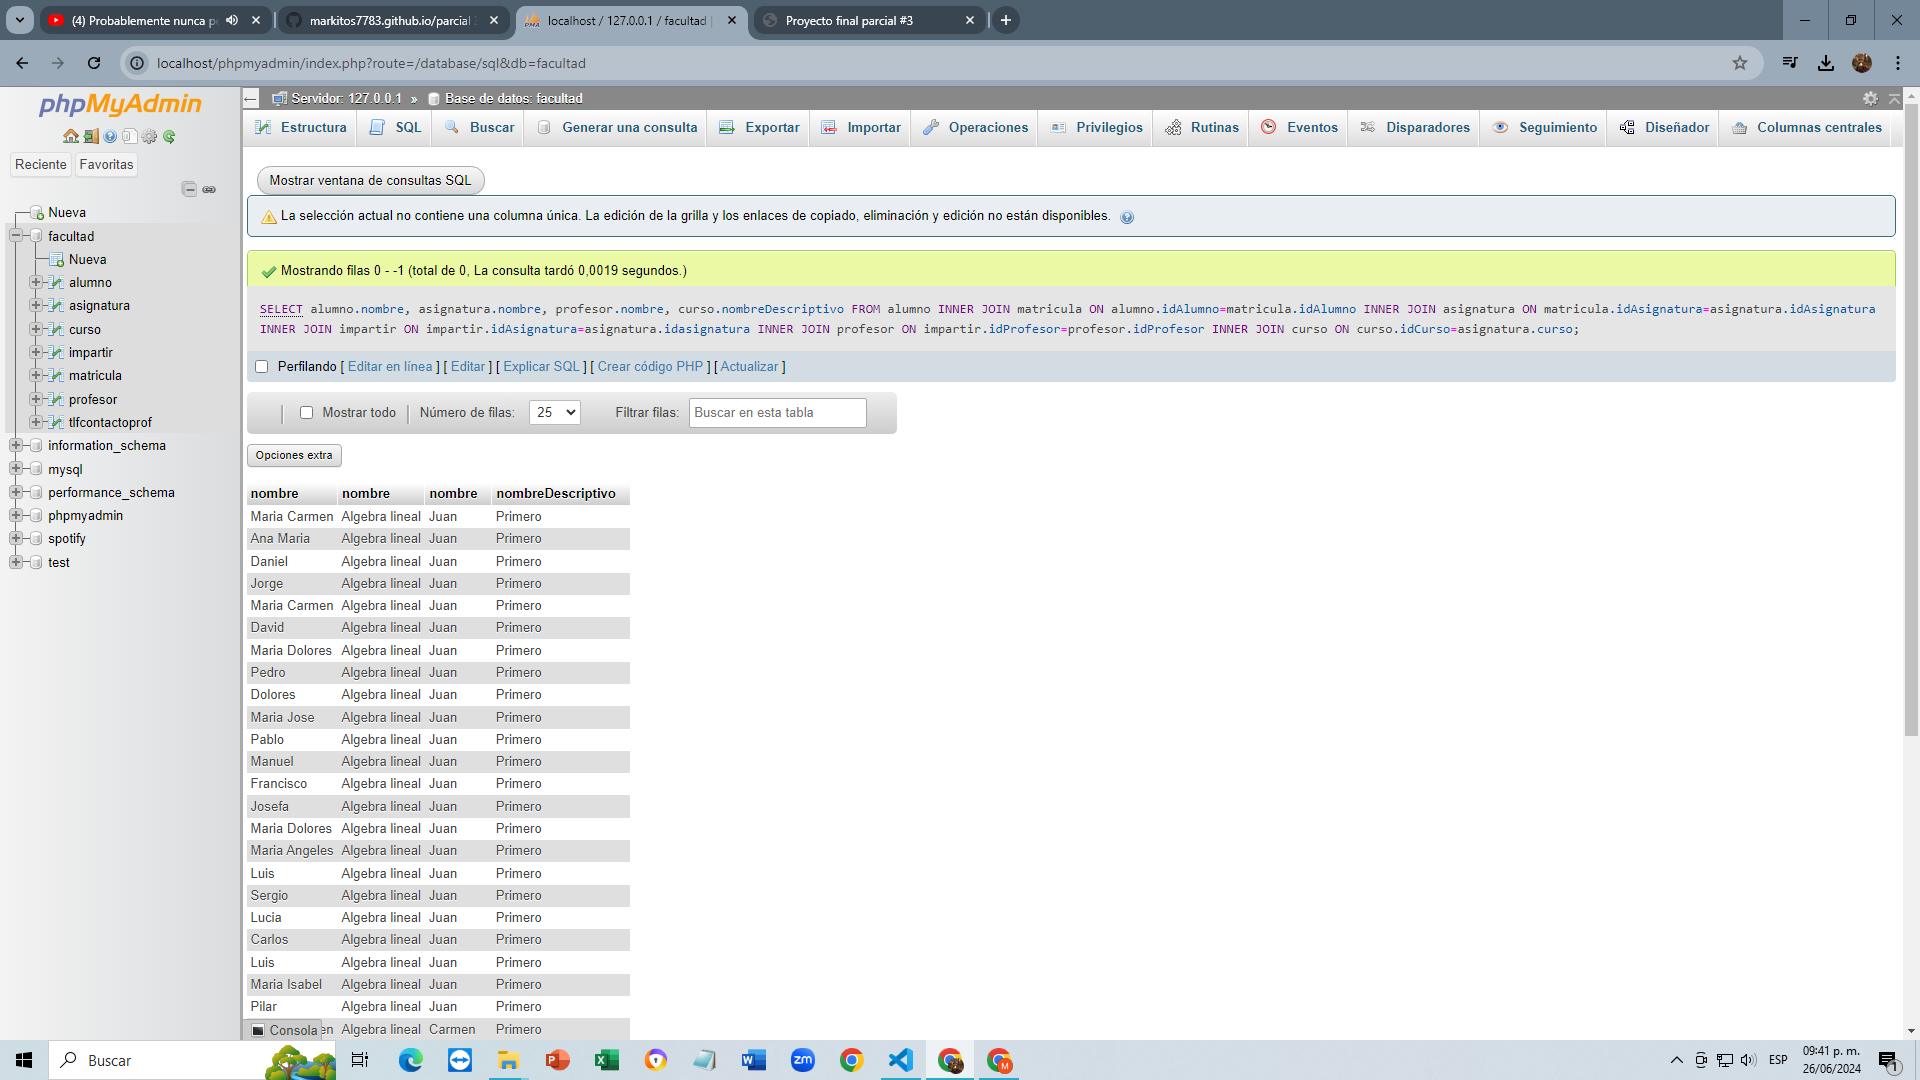 (4) Probablemente nunca p
markitos7783.github.io/parcial
localhost / 127.0.0.1 / facultad
Proyecto final parcial #3
localhost/phpmyadmin/index.php?route=/database/sql&db=facultad
phpMyAdmin
Servidor: 127.0.0.1 » Base de datos: facultad
Estructura SQL Buscar Generar una consulta Exportar Importar Operaciones Privilegios Rutinas Eventos Disparadores Seguimiento Diseñador Columnas centrales
Reciente Favoritas
Nueva
facultad
Nueva
alumno
asignatura
curso
impartir
matricula
profesor
tlfcontactoprof
information_schema
mysql
performance_schema
phpmyadmin
spotify
test
Mostrar ventana de consultas SQL
La selección actual no contiene una columna única. La edición de la grilla y los enlaces de copiado, eliminación y edición no están disponibles.
Mostrando filas 0 - -1 (total de 0, La consulta tardó 0,0019 segundos.)
SELECT alumno.nombre, asignatura.nombre, profesor.nombre, curso.nombreDescriptivo FROM alumno INNER JOIN matricula ON alumno.idAlumno=matricula.idAlumno INNER JOIN asignatura ON matricula.idAsignatura=asignatura.idAsignatura
INNER JOIN impartir ON impartir.idAsignatura=asignatura.idasignatura INNER JOIN profesor ON impartir.idProfesor=profesor.idProfesor INNER JOIN curso ON curso.idCurso=asignatura.curso;
Perfilando [ Editar en línea ] [ Editar ] [ Explicar SQL ] [ Crear código PHP ] [ Actualizar ]
Mostrar todo Número de filas: 25 Filtrar filas: Buscar en esta tabla
Opciones extra
nombre nombre nombre nombreDescriptivo
Maria Carmen Algebra lineal Juan Primero
Ana Maria Algebra lineal Juan Primero
Daniel Algebra lineal Juan Primero
Jorge Algebra lineal Juan Primero
Maria Carmen Algebra lineal Juan Primero
David Algebra lineal Juan Primero
Maria Dolores Algebra lineal Juan Primero
Pedro Algebra lineal Juan Primero
Dolores Algebra lineal Juan Primero
Maria Jose Algebra lineal Juan Primero
Pablo Algebra lineal Juan Primero
Manuel Algebra lineal Juan Primero
Francisco Algebra lineal Juan Primero
Josefa Algebra lineal Juan Primero
Maria Dolores Algebra lineal Juan Primero
Maria Angeles Algebra lineal Juan Primero
Luis Algebra lineal Juan Primero
Sergio Algebra lineal Juan Primero
Lucia Algebra lineal Juan Primero
Carlos Algebra lineal Juan Primero
Luis Algebra lineal Juan Primero
Maria Isabel Algebra lineal Juan Primero
Pilar Algebra lineal Juan Primero
Consola en Algebra lineal Carmen Primero
Buscar
ESP
09:41 p. m.
26/06/2024
1